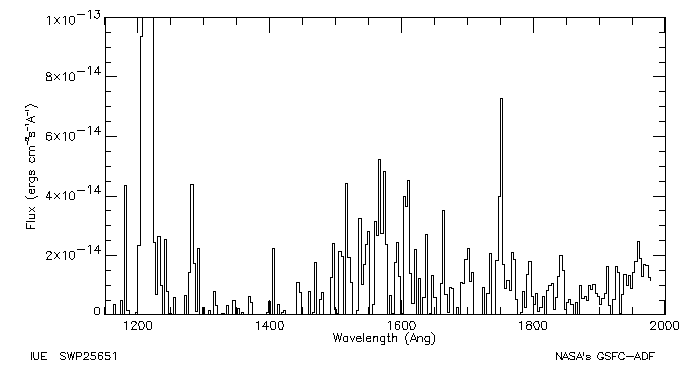 1×10⁻¹³
8×10⁻¹⁴
6×10⁻¹⁴
4×10⁻¹⁴
2×10⁻¹⁴
0
Flux (ergs cm⁻²s⁻¹A⁻¹)
1200 1400 1600 1800 2000
Wavelength (Ang)
IUE SWP25651 NASA's GSFC–ADF